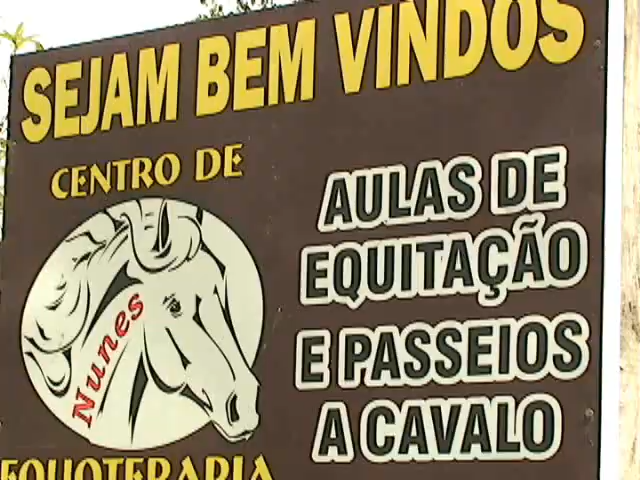 SEJAM BEM VINDOS
CENTRO DE
Nunes
EQUOTERAPIA
AULAS DE
EQUITAÇÃO
E PASSEIOS
A CAVALO